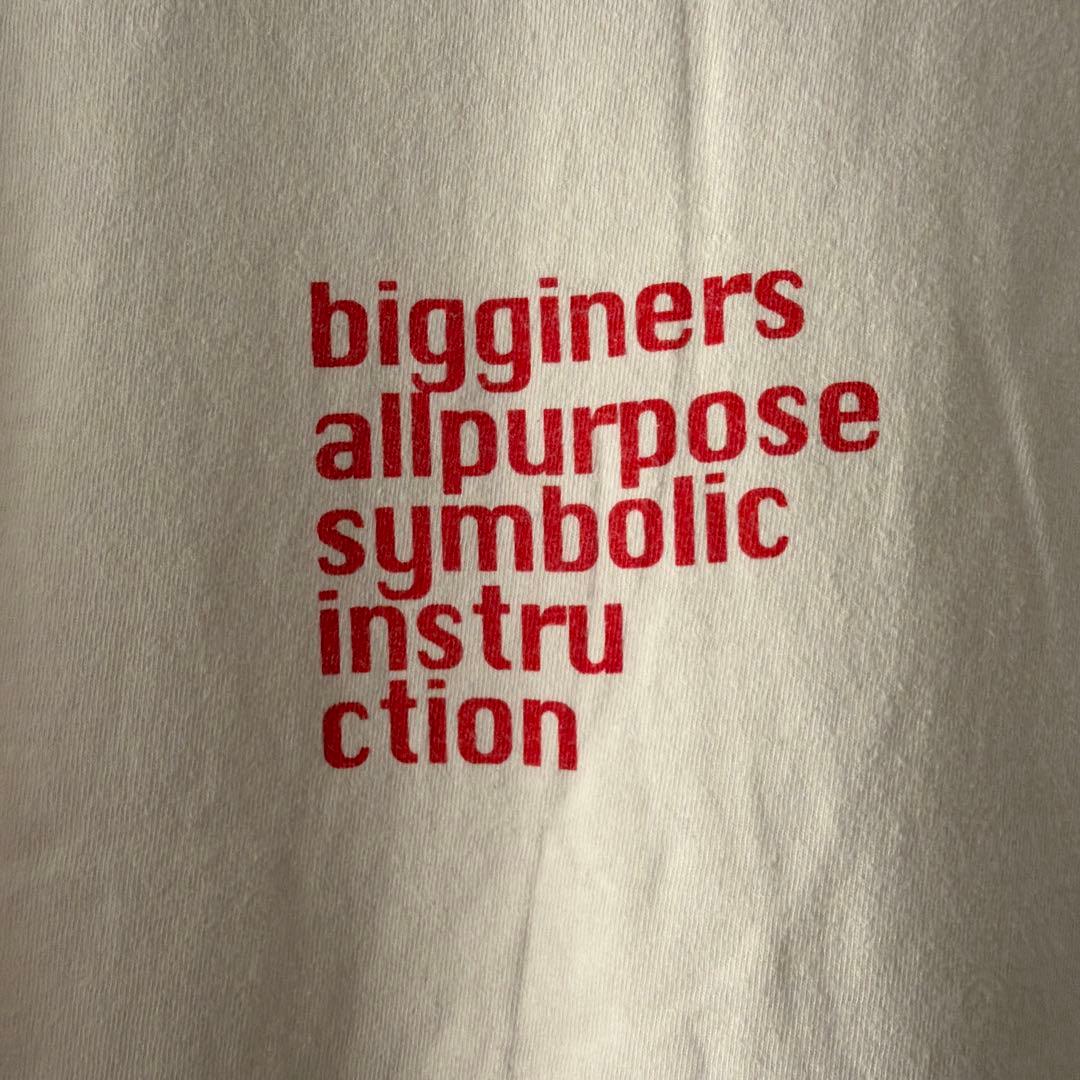 bigginers
allpurpose
symbolic
instru
ction